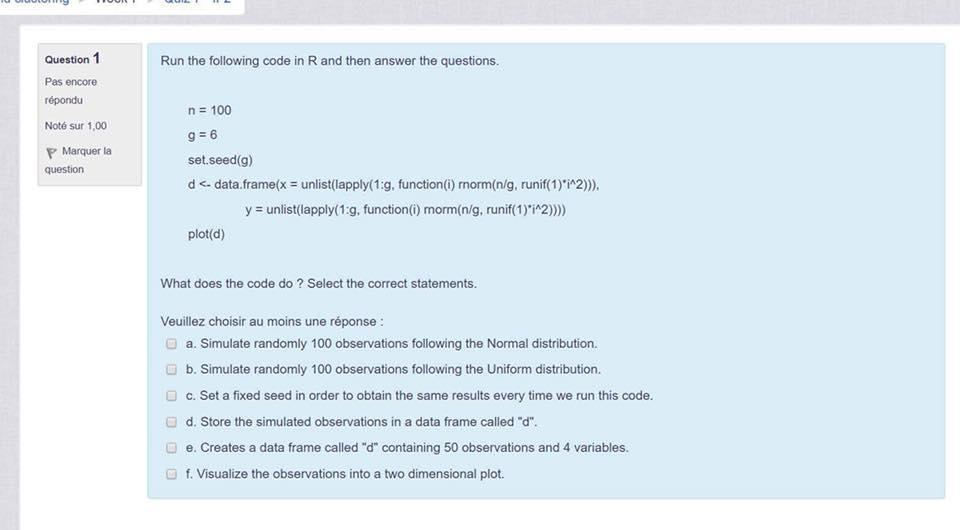 Question 1
Pas encore
répondu
Noté sur 1,00
Marquer la
question
Run the following code in R and then answer the questions.
n = 100
g = 6
set.seed(g)
d <- data.frame(x = unlist(lapply(1:g, function(i) rnorm(n/g, runif(1)*i^2))),
y = unlist(lapply(1:g, function(i) rnorm(n/g, runif(1)*i^2))))
plot(d)
What does the code do ? Select the correct statements.
Veuillez choisir au moins une réponse :
a. Simulate randomly 100 observations following the Normal distribution.
b. Simulate randomly 100 observations following the Uniform distribution.
c. Set a fixed seed in order to obtain the same results every time we run this code.
d. Store the simulated observations in a data frame called "d".
e. Creates a data frame called "d" containing 50 observations and 4 variables.
f. Visualize the observations into a two dimensional plot.